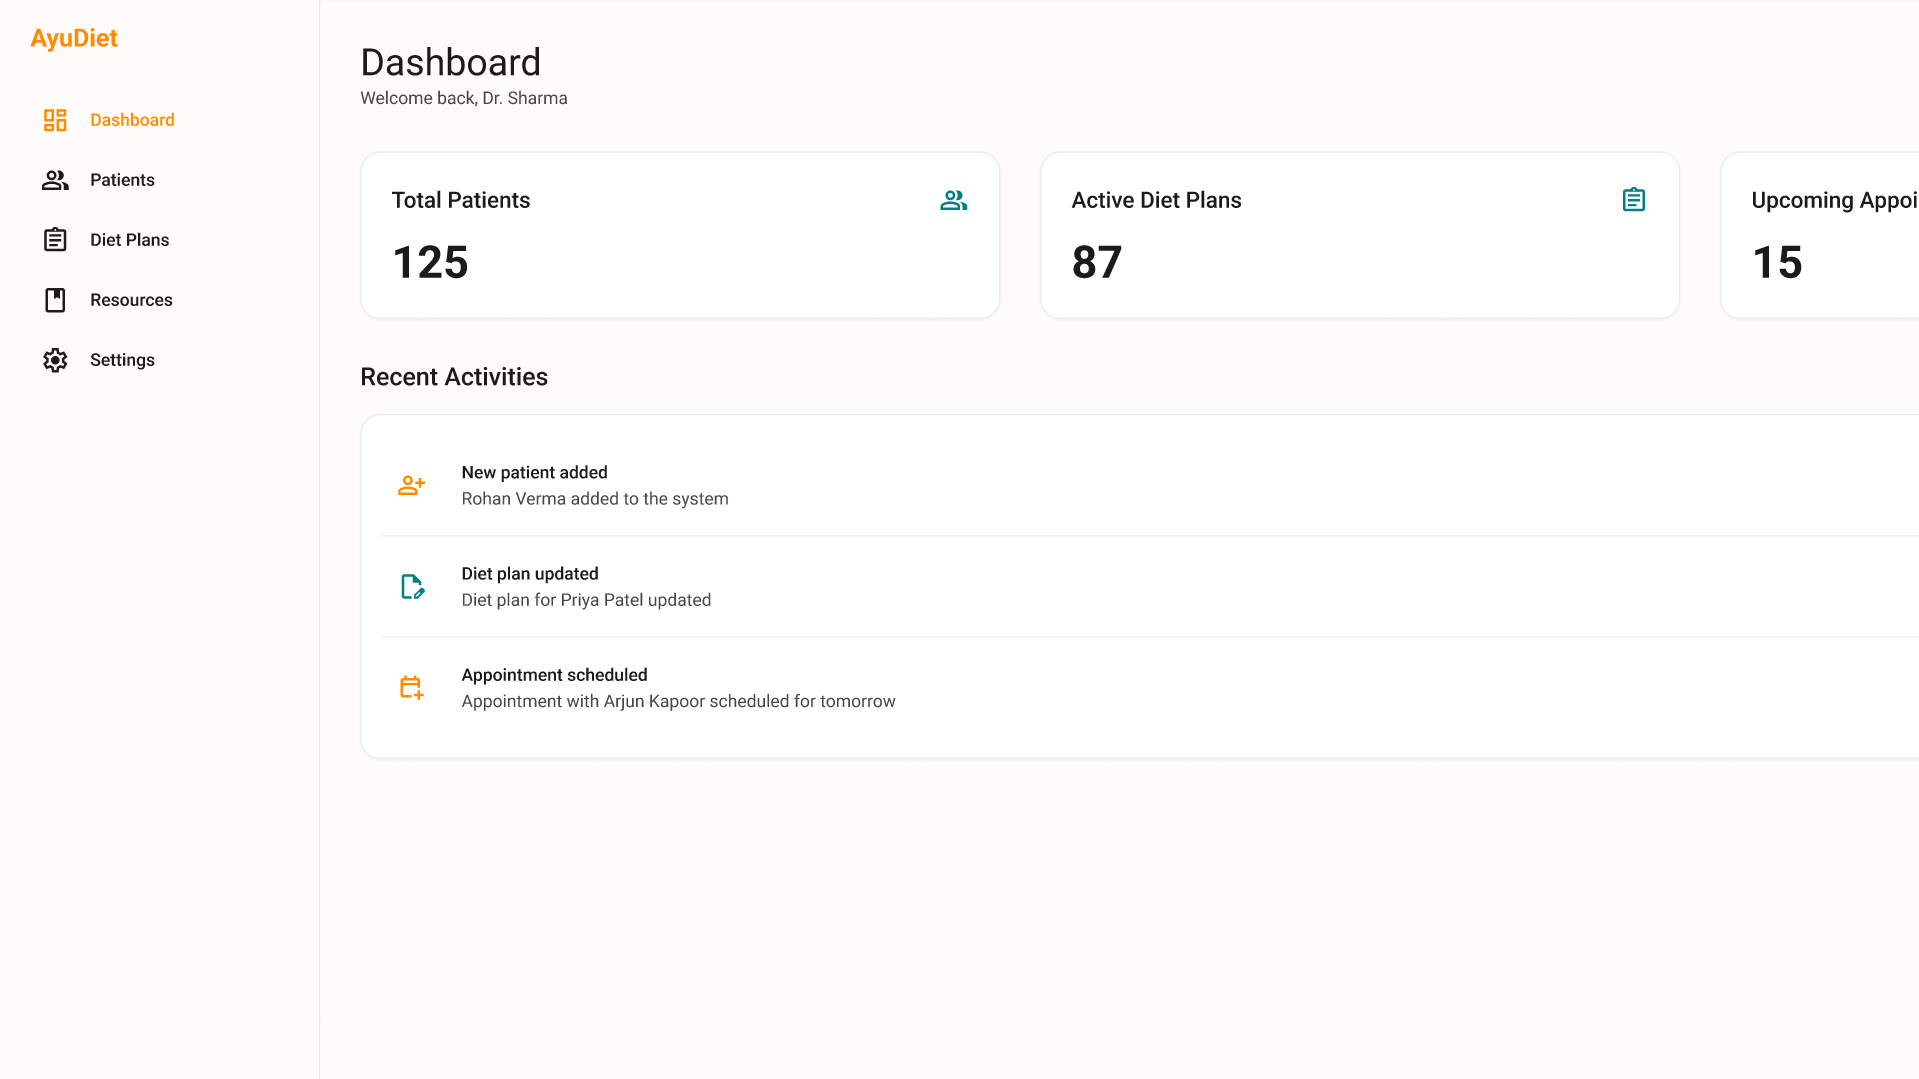 AyuDiet
Dashboard
Patients
Diet Plans
Resources
Settings
Dashboard
Welcome back, Dr. Sharma
Total Patients
125
Active Diet Plans
87
Upcoming Appoi
15
Recent Activities
New patient added
Rohan Verma added to the system
Diet plan updated
Diet plan for Priya Patel updated
Appointment scheduled
Appointment with Arjun Kapoor scheduled for tomorrow